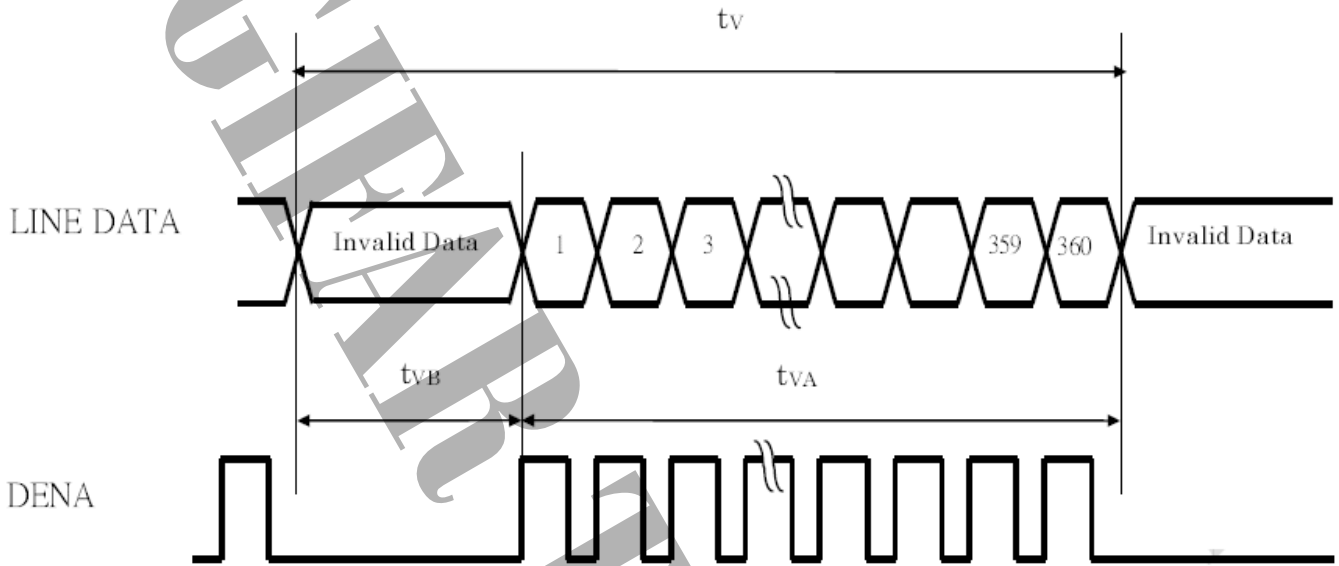 tV
LINE DATA
Invalid Data
1
2
3
359
360
Invalid Data
tVB
tVA
DENA